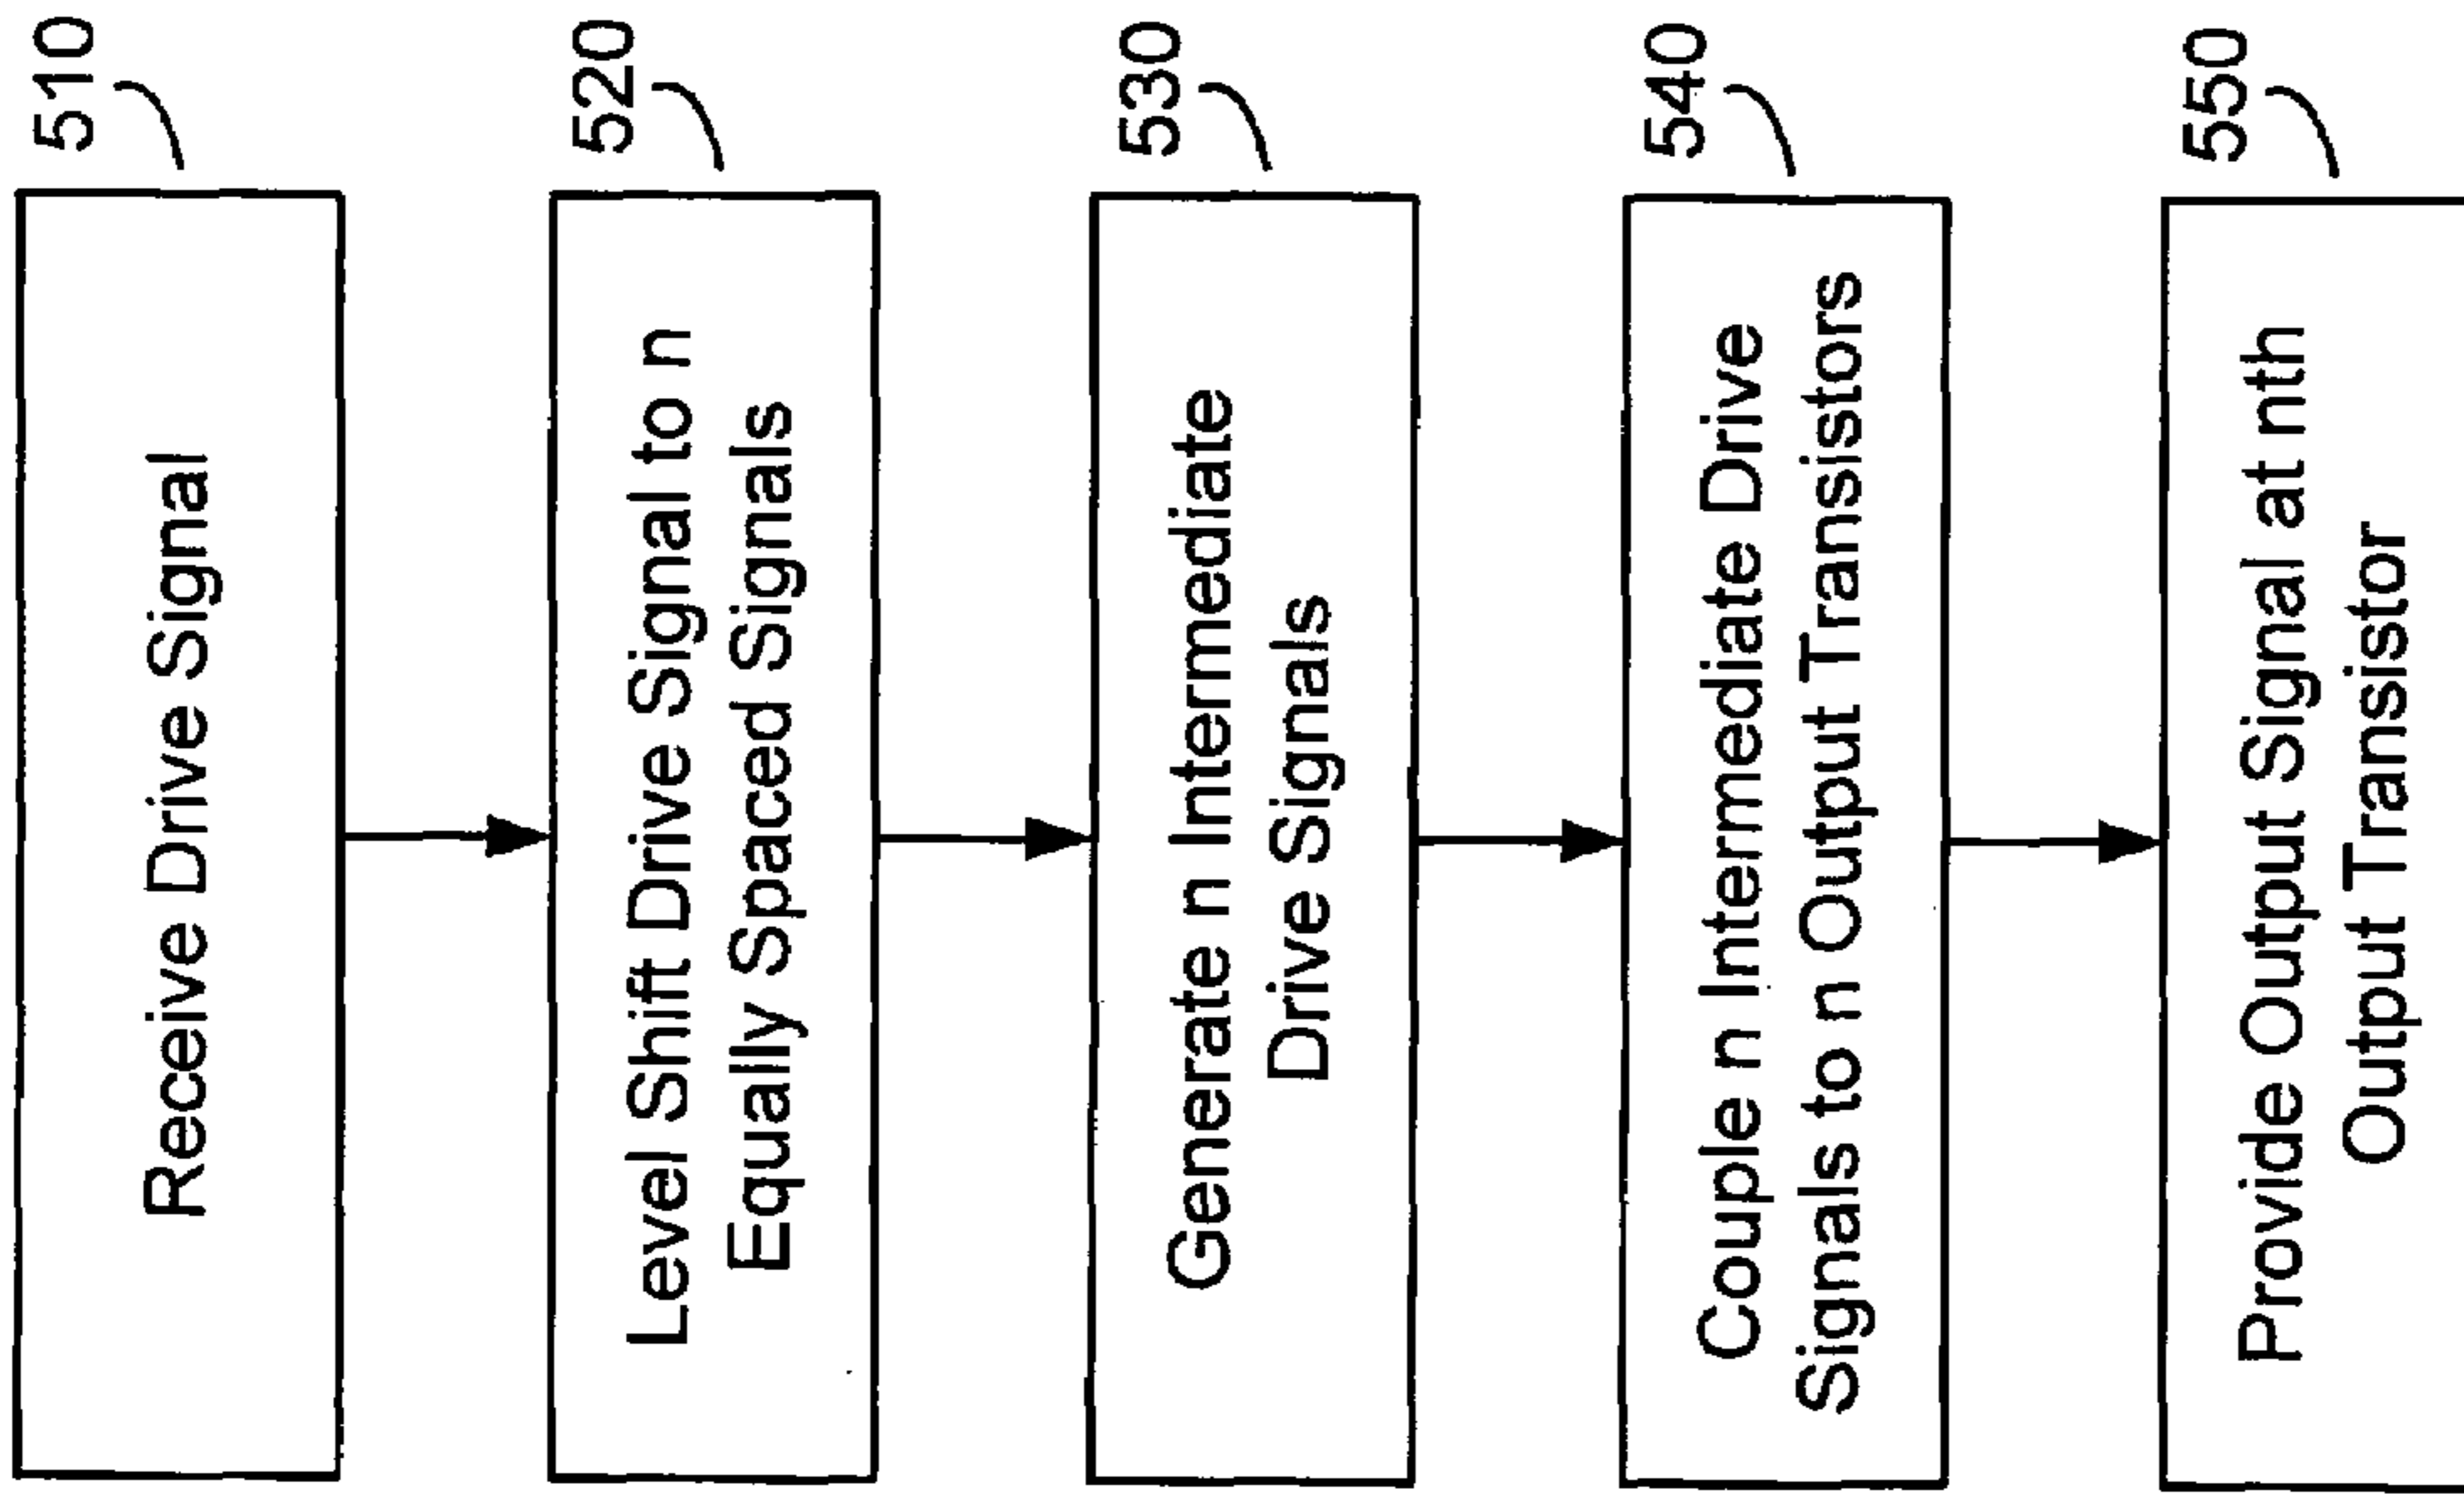 510
Receive Drive Signal
520
Level Shift Drive Signal to n
Equally Spaced Signals
530
Generate n Intermediate
Drive Signals
540
Couple n Intermediate Drive
Signals to n Output Transistors
550
Provide Output Signal at nth
Output Transistor